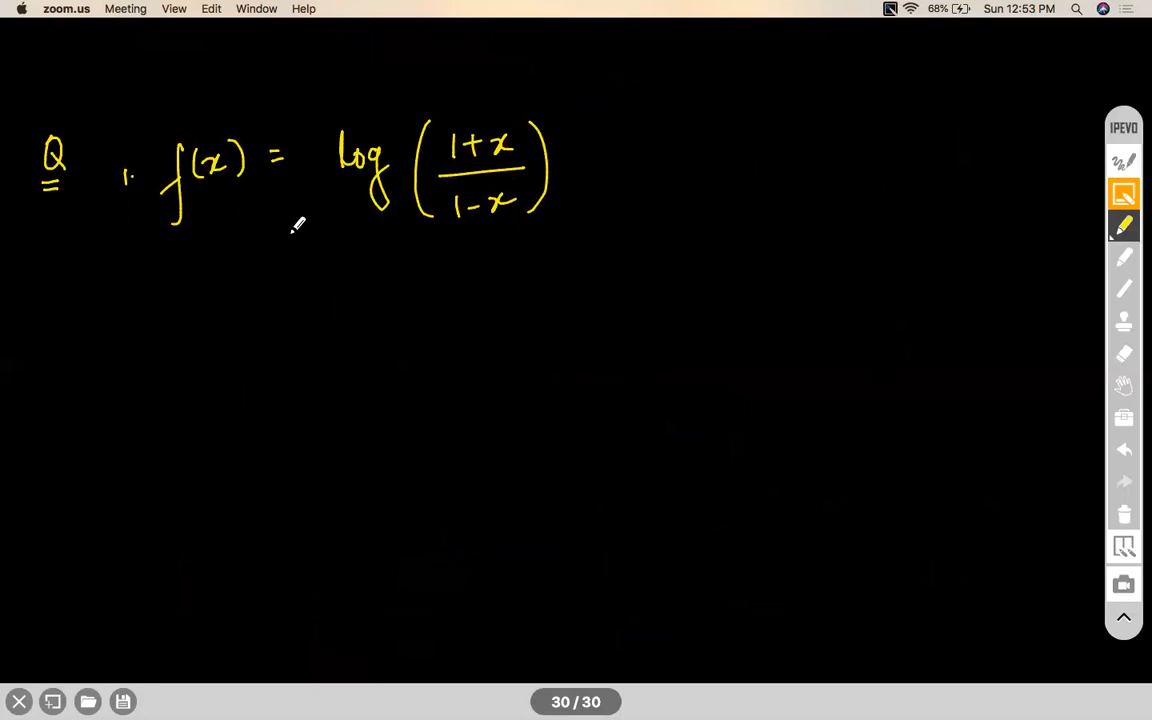 zoom.us Meeting View Edit Window Help 68% Sun 12:53 PM
Q 1. f(x) = log ( (1+x) / (1-x) )
IPEVO
30 / 30